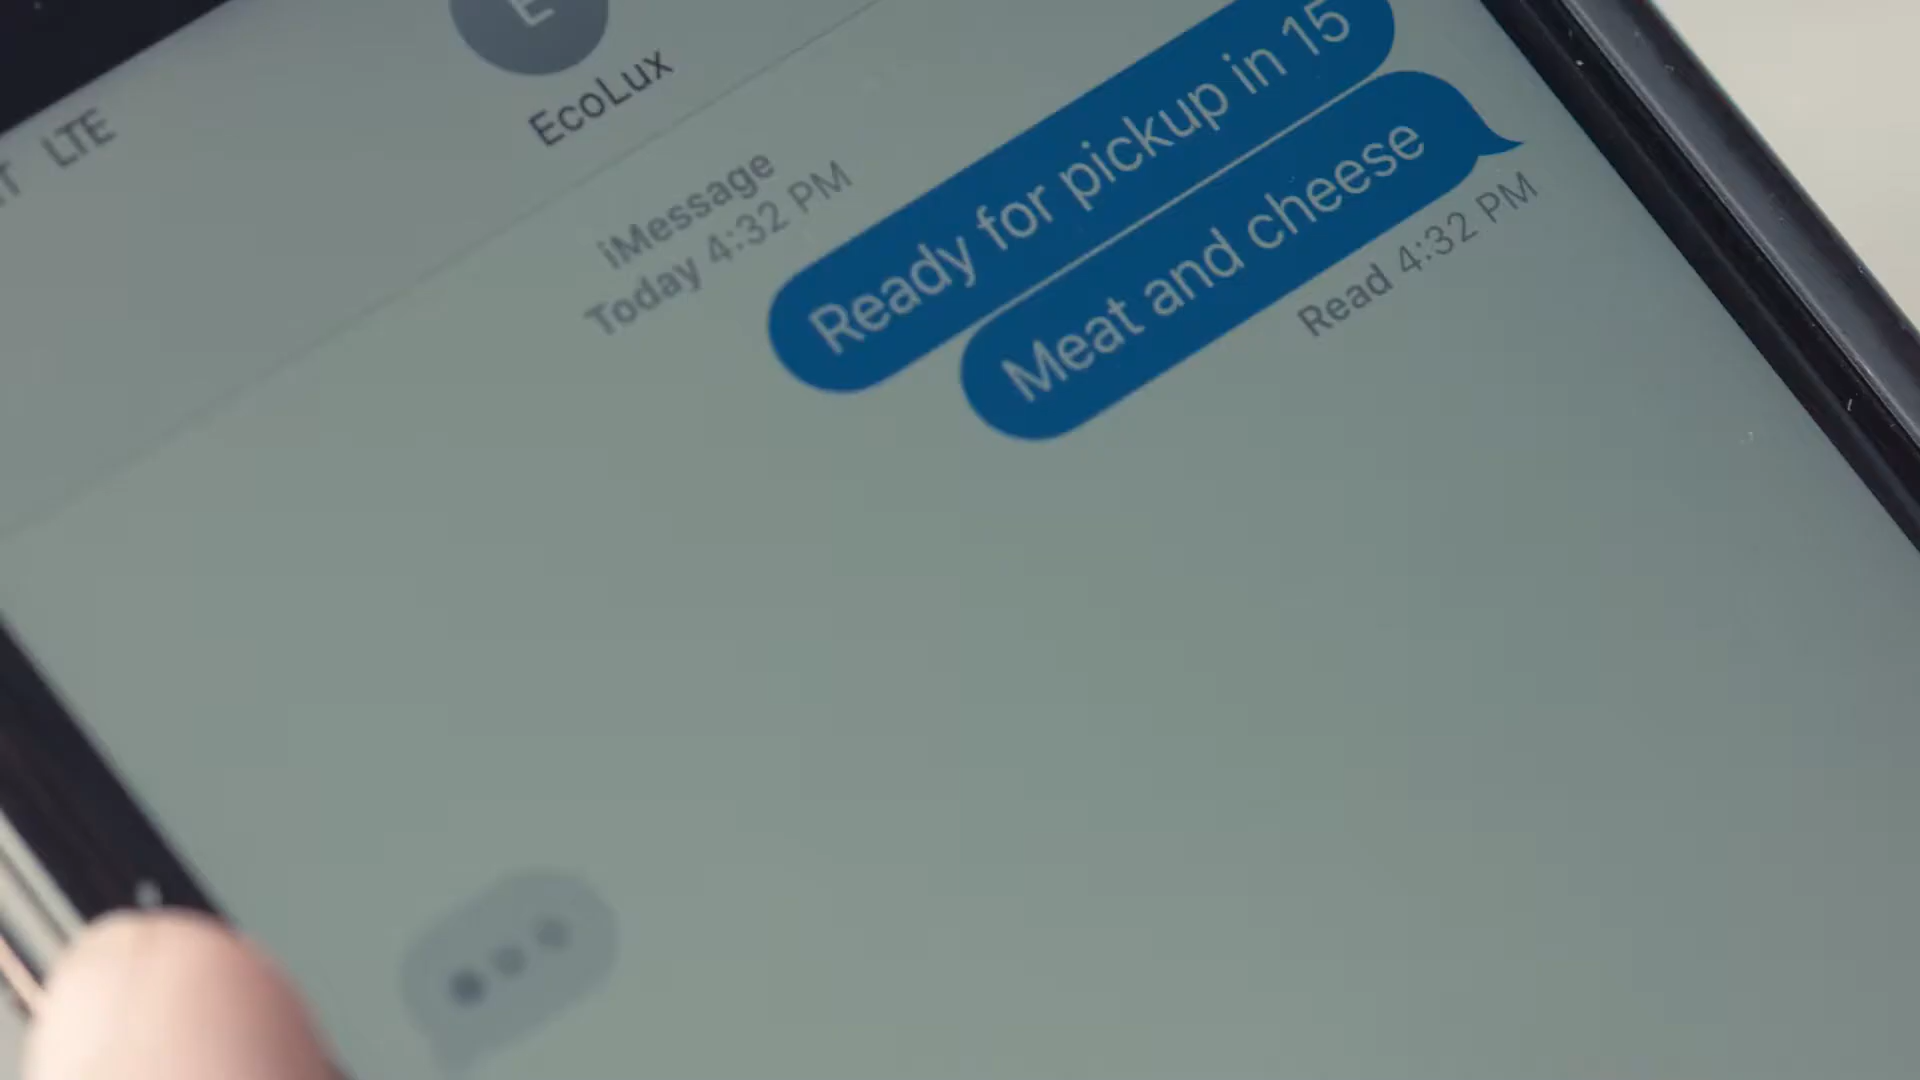 T LTE
E
EcoLux
iMessage
Today 4:32 PM
Ready for pickup in 15
Meat and cheese
Read 4:32 PM